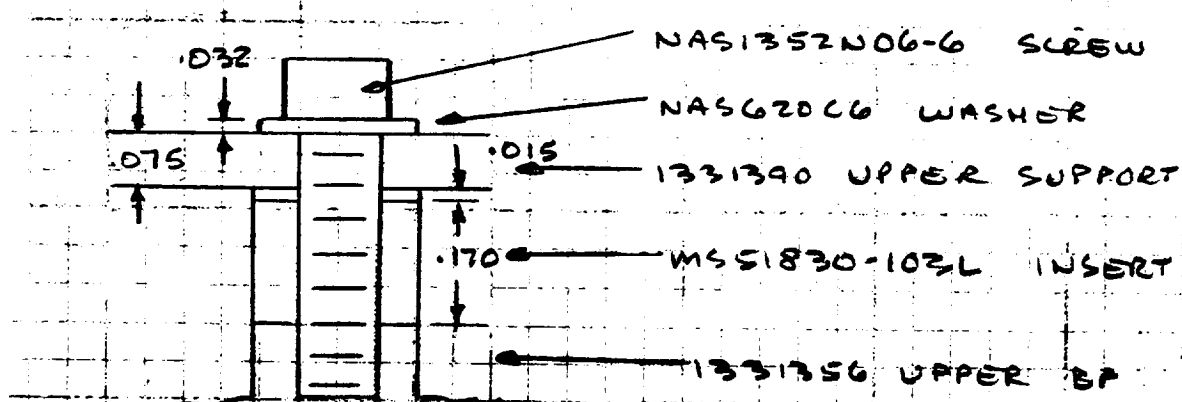 .032
NAS1352N06-6 SCREW
NAS620C6 WASHER
.075
.015
1331390 UPPER SUPPORT
.170
MS51830-103L INSERT
1331356 UPPER BP